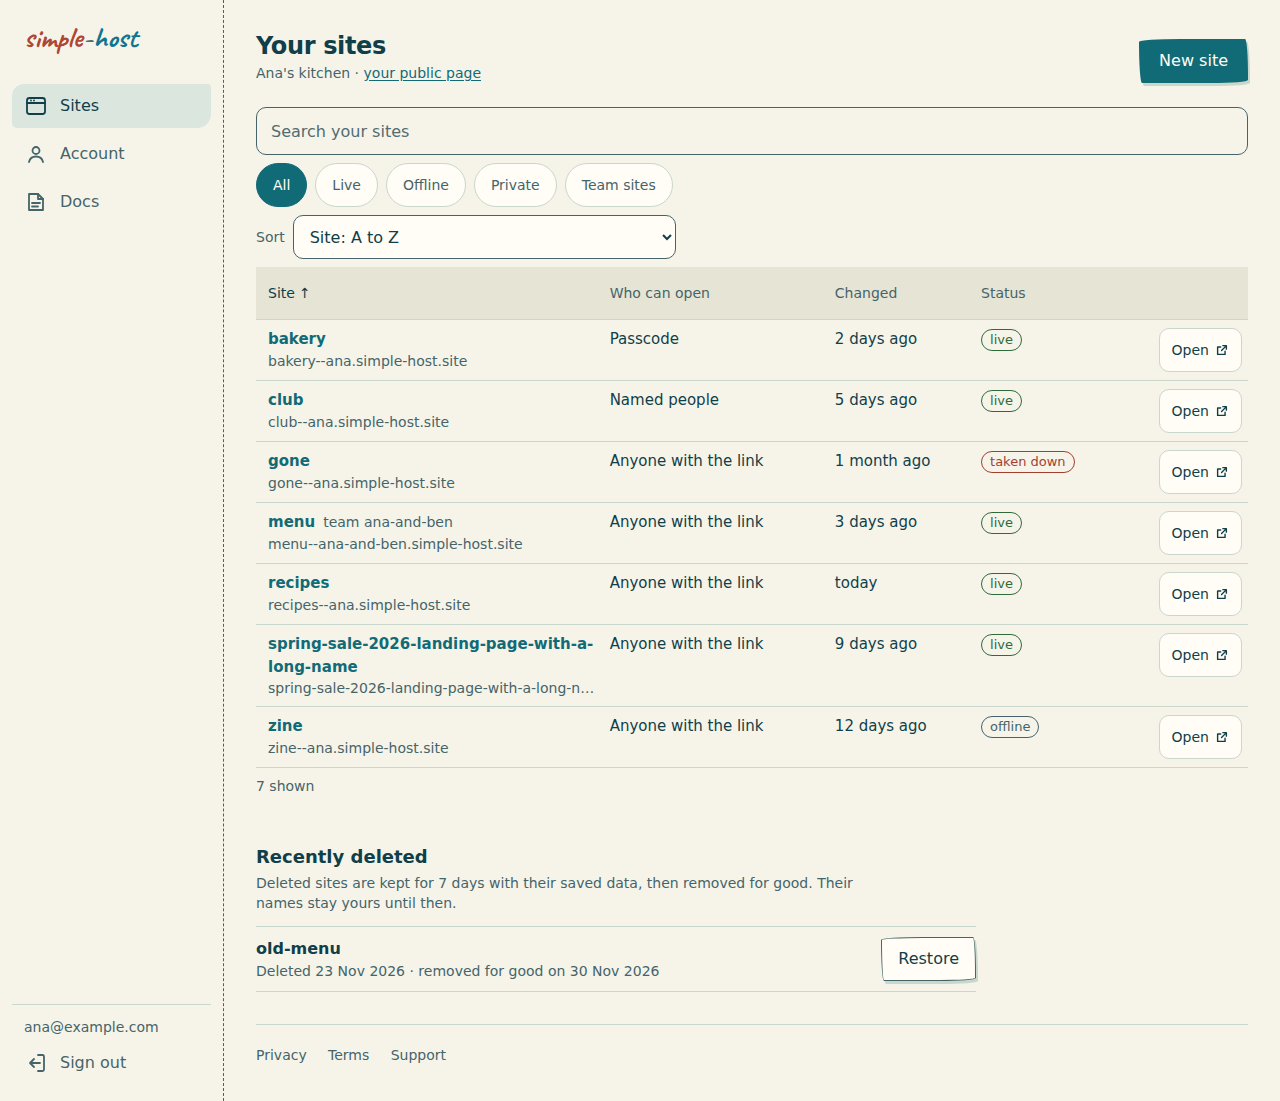 simple-host
Sites
Account
Docs
ana@example.com
Sign out
Your sites
Ana's kitchen · your public page
New site
Search your sites
All Live Offline Private Team sites
Sort Site: A to Z
Site ↑ Who can open Changed Status
bakery Passcode 2 days ago live Open
bakery--ana.simple-host.site
club Named people 5 days ago live Open
club--ana.simple-host.site
gone Anyone with the link 1 month ago taken down Open
gone--ana.simple-host.site
menu team ana-and-ben Anyone with the link 3 days ago live Open
menu--ana-and-ben.simple-host.site
recipes Anyone with the link today live Open
recipes--ana.simple-host.site
spring-sale-2026-landing-page-with-a- Anyone with the link 9 days ago live Open
long-name
spring-sale-2026-landing-page-with-a-long-n…
zine Anyone with the link 12 days ago offline Open
zine--ana.simple-host.site
7 shown
Recently deleted
Deleted sites are kept for 7 days with their saved data, then removed for good. Their
names stay yours until then.
old-menu
Deleted 23 Nov 2026 · removed for good on 30 Nov 2026
Restore
Privacy Terms Support